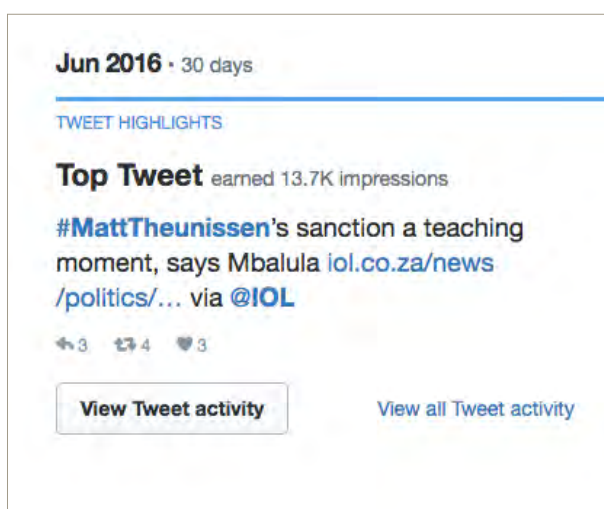 Jun 2016 · 30 days
TWEET HIGHLIGHTS
Top Tweet earned 13.7K impressions
#MattTheunissen's sanction a teaching
moment, says Mbalula iol.co.za/news
/politics/… via @IOL
3 4 3
View Tweet activity View all Tweet activity